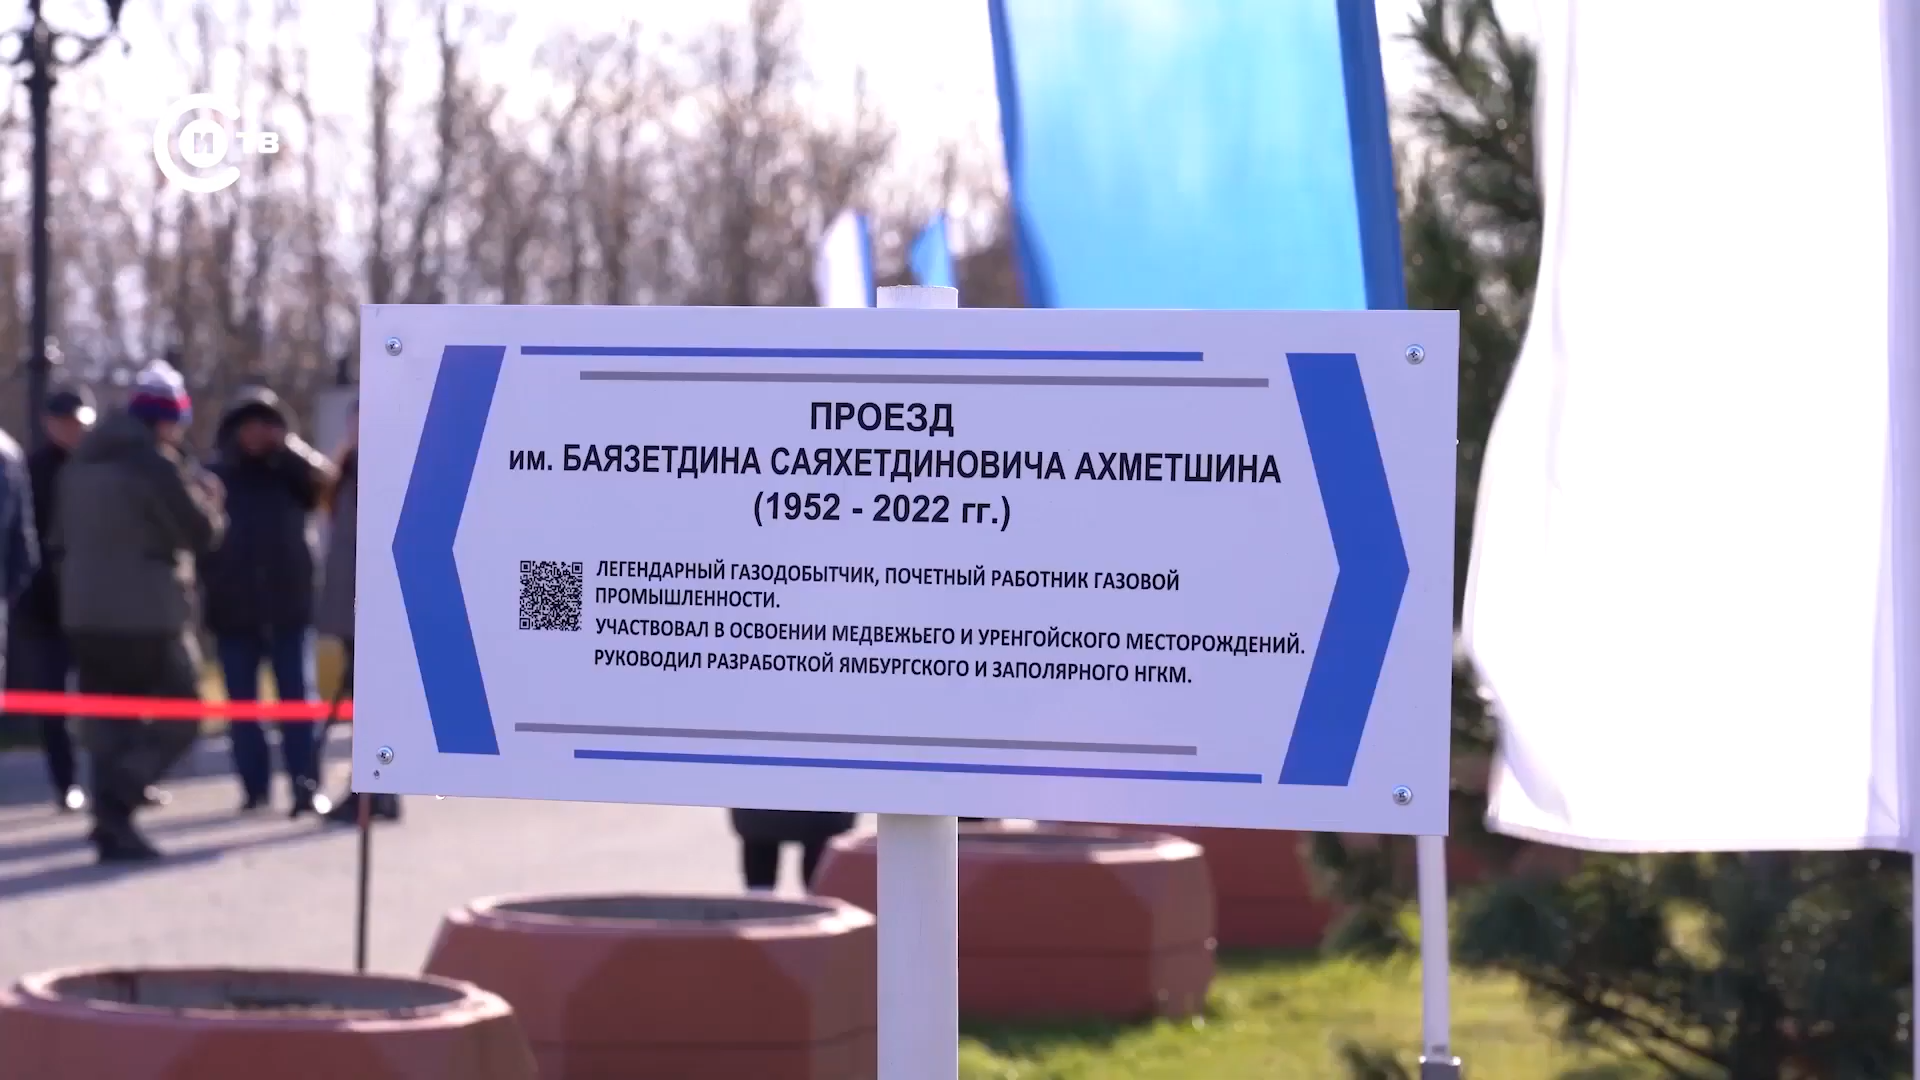 СИТВ
ПРОЕЗД
им. БАЯЗЕТДИНА САЯХЕТДИНОВИЧА АХМЕТШИНА
(1952 - 2022 гг.)
ЛЕГЕНДАРНЫЙ ГАЗОДОБЫТЧИК, ПОЧЕТНЫЙ РАБОТНИК ГАЗОВОЙ
ПРОМЫШЛЕННОСТИ.
УЧАСТВОВАЛ В ОСВОЕНИИ МЕДВЕЖЬЕГО И УРЕНГОЙСКОГО МЕСТОРОЖДЕНИЙ.
РУКОВОДИЛ РАЗРАБОТКОЙ ЯМБУРГСКОГО И ЗАПОЛЯРНОГО НГКМ.